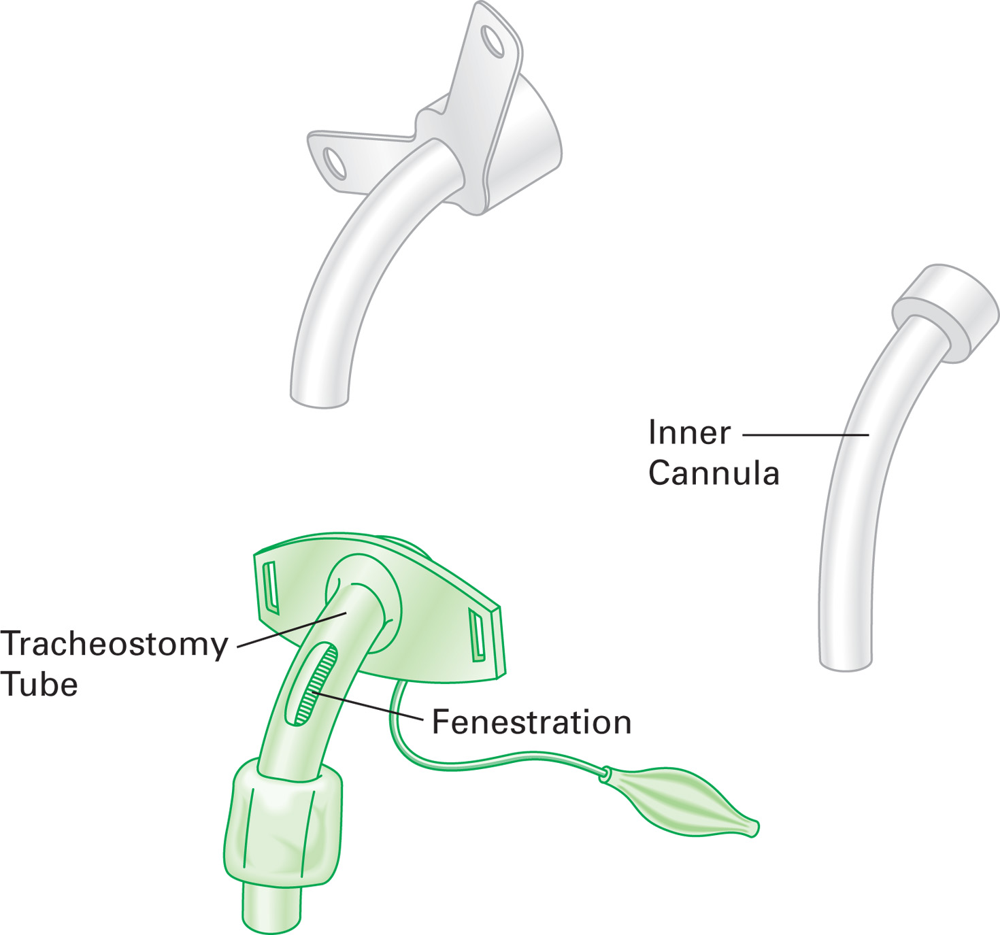 Inner
Cannula
Tracheostomy
Tube
Fenestration